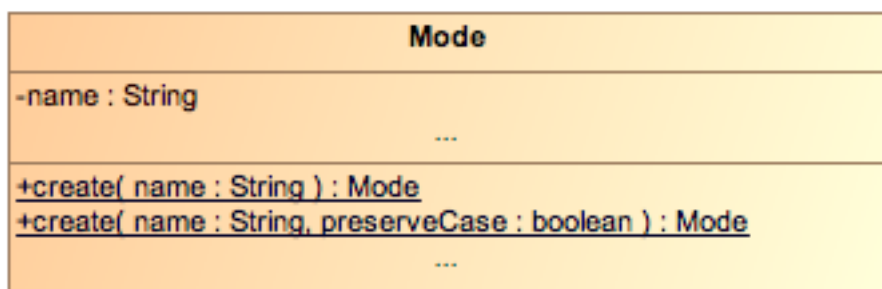 Mode
-name : String
...
+create( name : String ) : Mode
+create( name : String, preserveCase : boolean ) : Mode
...